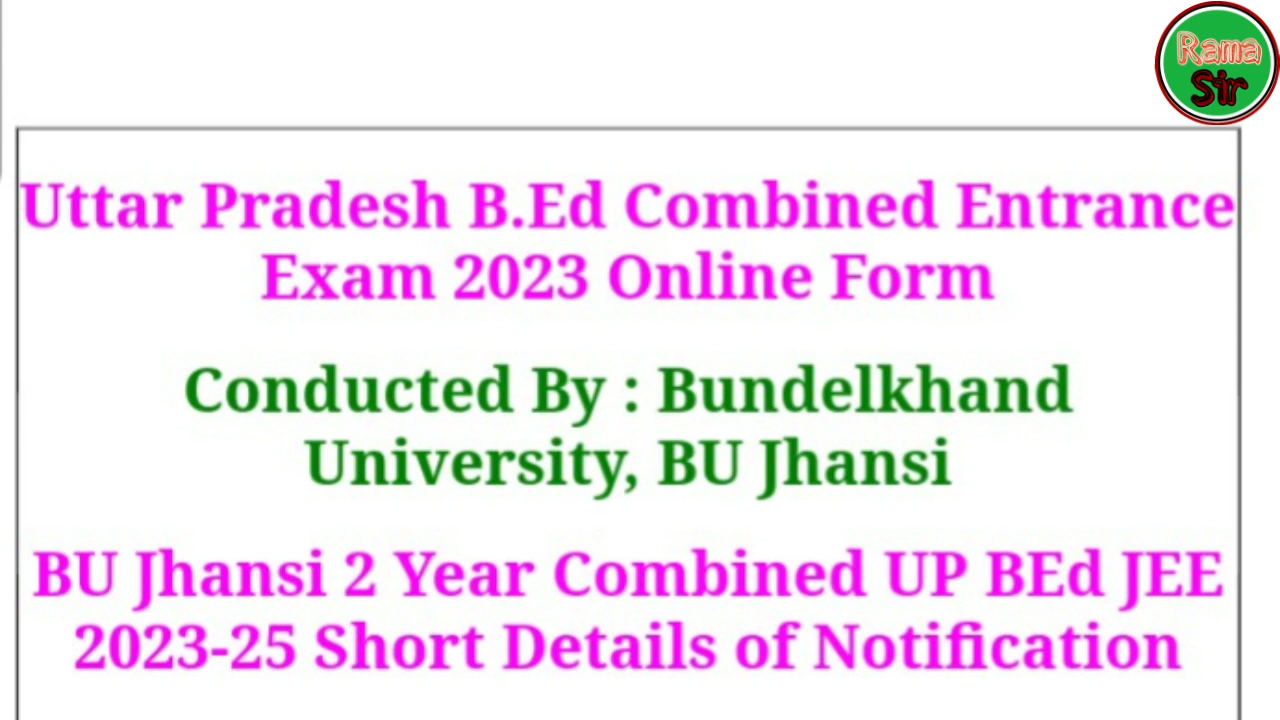 Rama
Sir
Uttar Pradesh B.Ed Combined Entrance
Exam 2023 Online Form
Conducted By : Bundelkhand
University, BU Jhansi
BU Jhansi 2 Year Combined UP BEd JEE
2023-25 Short Details of Notification